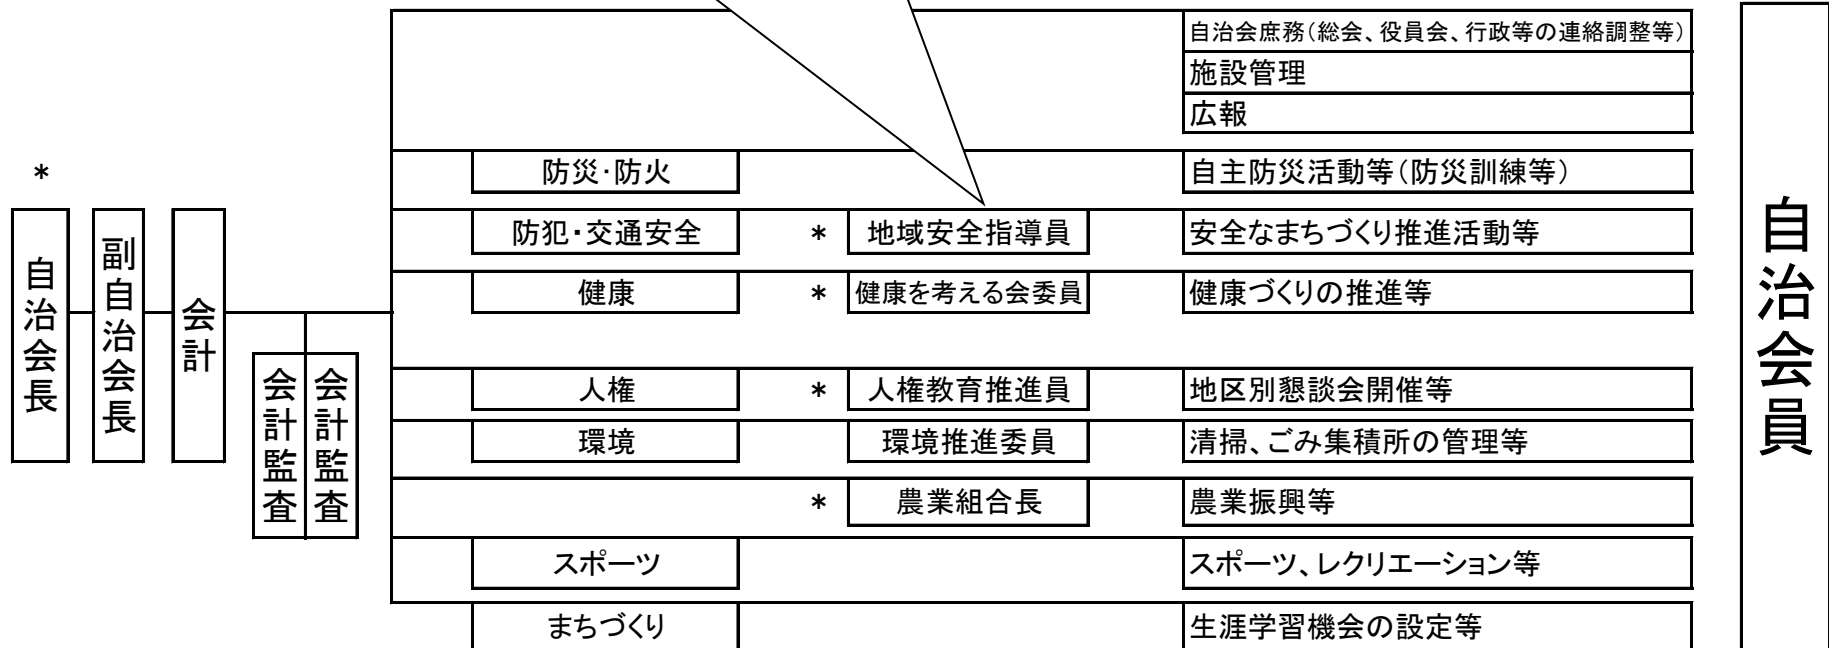 自治会庶務(総会、役員会、行政等の連絡調整等)
施設管理
広報
*
防災・防火
自主防災活動等(防災訓練等)
防犯・交通安全
*
地域安全指導員
安全なまちづくり推進活動等
健康
*
健康を考える会委員
健康づくりの推進等
自治会長
副自治会長
会計
会計監査
会計監査
人権
*
人権教育推進員
地区別懇談会開催等
環境
環境推進委員
清掃、ごみ集積所の管理等
*
農業組合長
農業振興等
スポーツ
スポーツ、レクリエーション等
まちづくり
生涯学習機会の設定等
自治会員